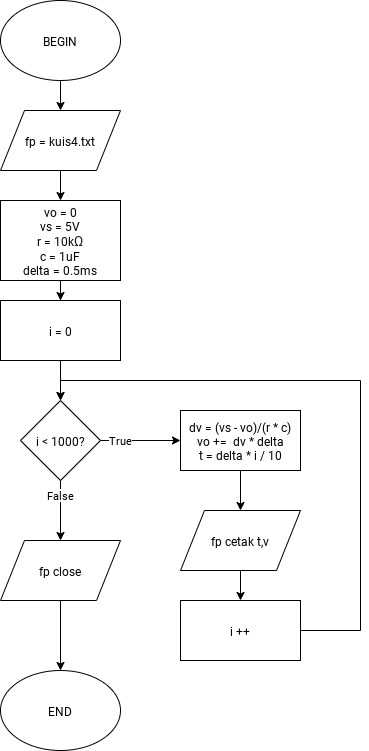 BEGIN
fp = kuis4.txt
vo = 0
vs = 5V
r = 10kΩ
c = 1uF
delta = 0.5ms
i = 0
i < 1000?
True
dv = (vs - vo)/(r * c)
vo += dv * delta
t = delta * i / 10
False
fp cetak t,v
fp close
i ++
END